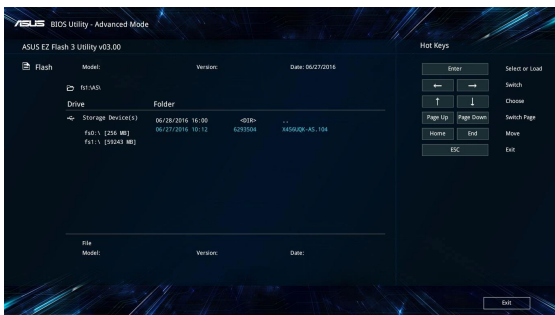 ASUS BIOS Utility - Advanced Mode
ASUS EZ Flash 3 Utility v03.00
Flash
Model: Version: Date: 06/27/2016
fs1:\AS\
Drive Folder
Storage Device(s)
fs0:\ [256 MB]
fs1:\ [59243 MB]
06/28/2016 16:00 <DIR> ..
06/27/2016 10:12 6293504 X456UQK-AS.104
File
Model: Version: Date:
Hot Keys
Enter Select or Load
← → Switch
↑ ↓ Choose
Page Up Page Down Switch Page
Home End Move
ESC Exit
Exit